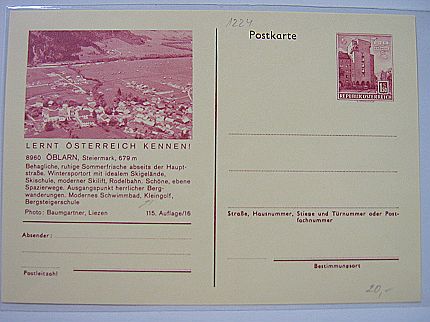 1224
Postkarte
REPUBLIK ÖSTERREICH
LERNT ÖSTERREICH KENNEN!
8960 ÖBLARN, Steiermark, 679 m
Behagliche, ruhige Sommerfrische abseits der Haupt-
straße. Wintersportort mit idealem Skigelände,
Skischule, moderner Skilift, Rodelbahn. Schöne, ebene
Spazierwege. Ausgangspunkt herrlicher Berg-
wanderungen. Modernes Schwimmbad, Kleingolf,
Bergsteigerschule
Photo: Baumgartner, Liezen 115. Auflage/16
Absender:
Postleitzahl
Straße, Hausnummer, Stiege und Türnummer oder Post-
fachnummer
Bestimmungsort
20,-